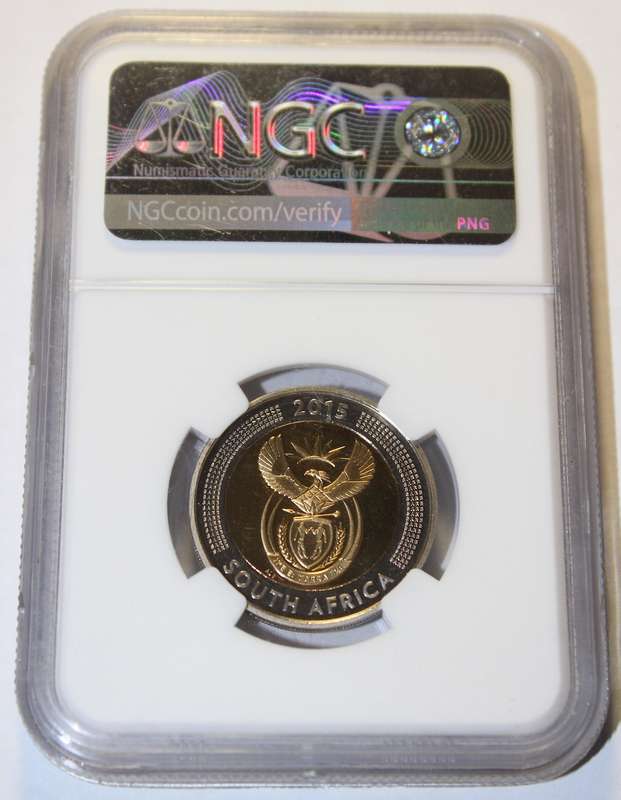 NGC
Numismatic Guaranty Corporation
NGCcoin.com/verify
PNG
2015
SOUTH AFRICA